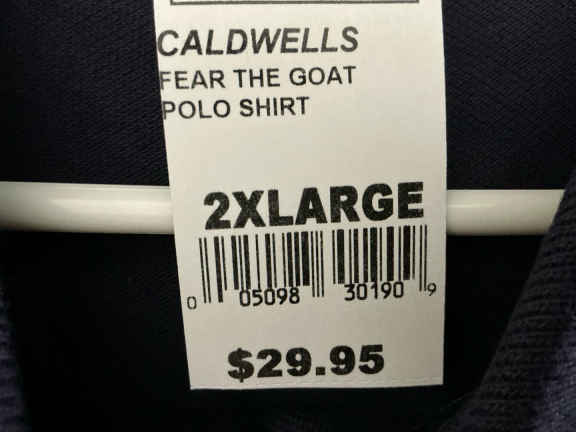 CALDWELLS
FEAR THE GOAT
POLO SHIRT
2XLARGE
0 05098 30190 9
$29.95